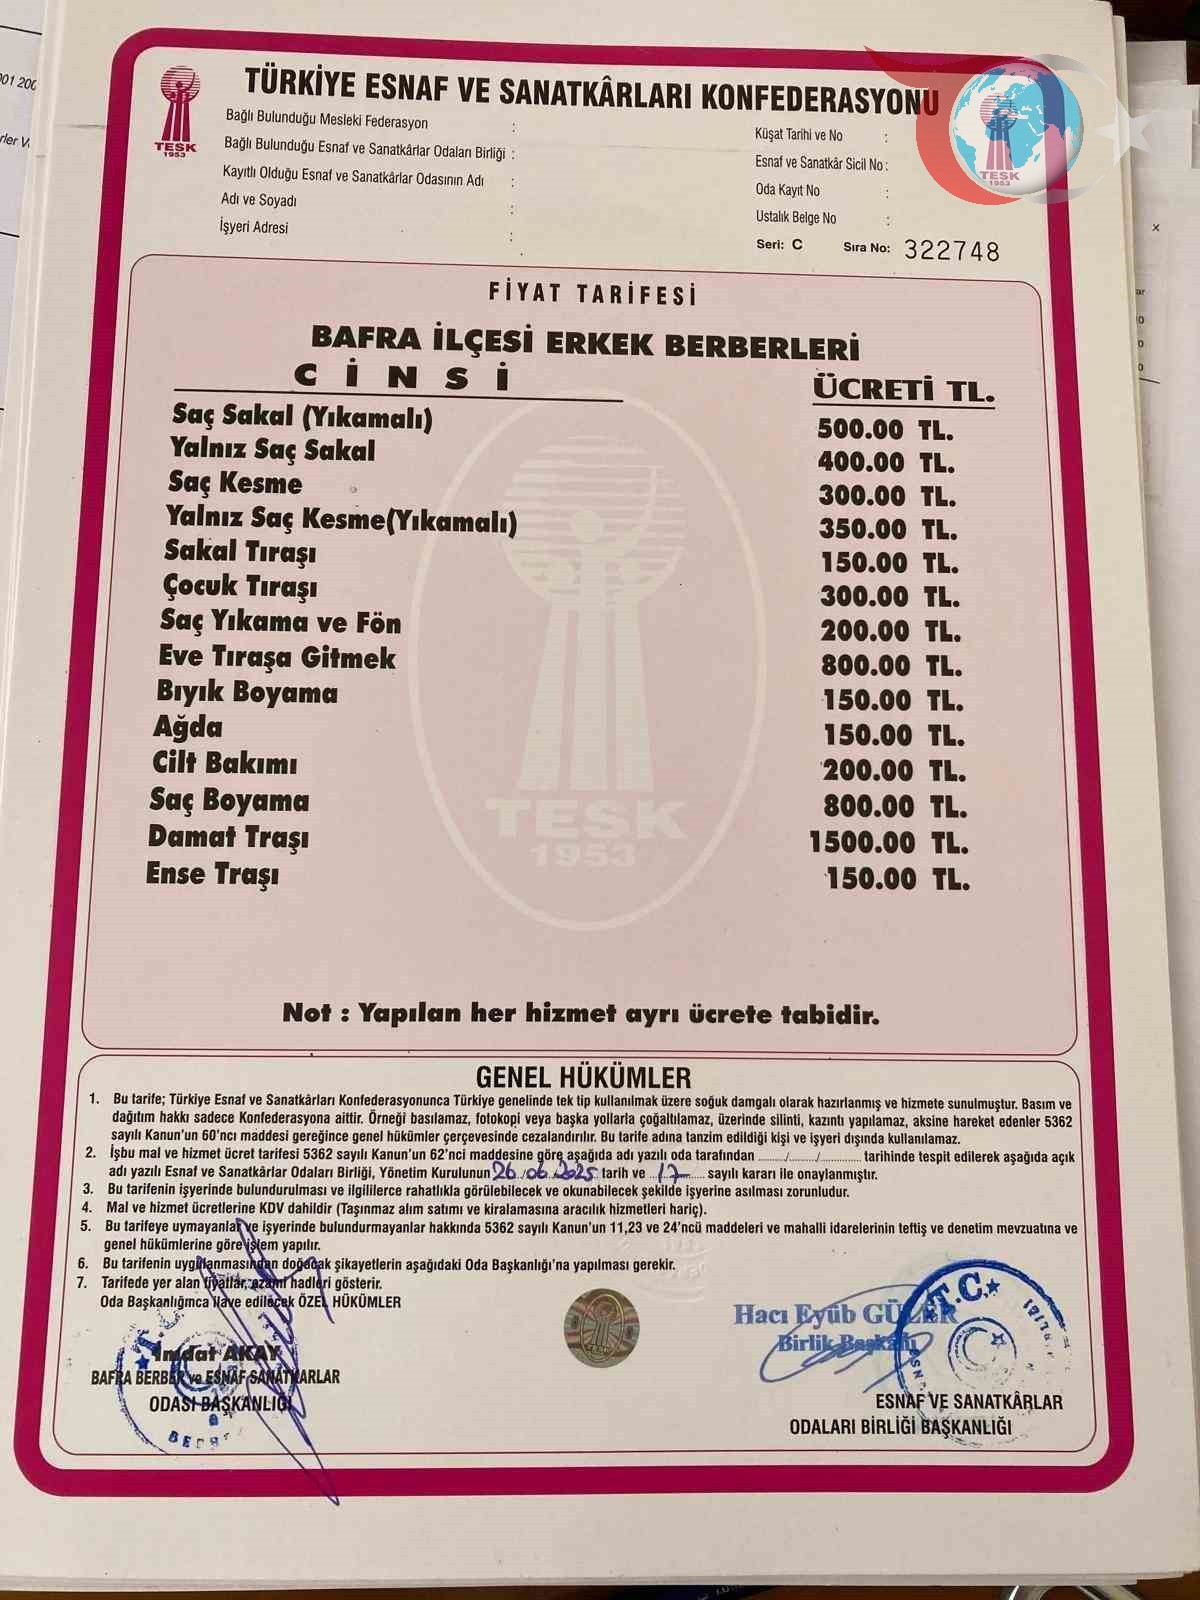 TÜRKİYE ESNAF VE SANATKÂRLARI KONFEDERASYONU
TESK
1953
Bağlı Bulunduğu Mesleki Federasyon :
Bağlı Bulunduğu Esnaf ve Sanatkârlar Odaları Birliği :
Kayıtlı Olduğu Esnaf ve Sanatkârlar Odasının Adı :
Adı ve Soyadı :
İşyeri Adresi :
Küşat Tarihi ve No :
Esnaf ve Sanatkâr Sicil No :
Oda Kayıt No :
Ustalık Belge No :
Seri: C Sıra No: 322748
TESK
1953
FİYAT TARİFESİ
BAFRA İLÇESİ ERKEK BERBERLERİ
CİNSİ ÜCRETİ TL.
Saç Sakal (Yıkamalı) 500.00 TL.
Yalnız Saç Sakal 400.00 TL.
Saç Kesme 300.00 TL.
Yalnız Saç Kesme(Yıkamalı) 350.00 TL.
Sakal Tıraşı 150.00 TL.
Çocuk Tıraşı 300.00 TL.
Saç Yıkama ve Fön 200.00 TL.
Eve Tıraşa Gitmek 800.00 TL.
Bıyık Boyama 150.00 TL.
Ağda 150.00 TL.
Cilt Bakımı 200.00 TL.
Saç Boyama 800.00 TL.
Damat Traşı 1500.00 TL.
Ense Traşı 150.00 TL.
TESK
1953
Not : Yapılan her hizmet ayrı ücrete tabidir.
GENEL HÜKÜMLER
1. Bu tarife; Türkiye Esnaf ve Sanatkârları Konfederasyonunca Türkiye genelinde tek tip kullanılmak üzere soğuk damgalı olarak hazırlanmış ve hizmete sunulmuştur. Basım ve
dağıtım hakkı sadece Konfederasyona aittir. Örneği basılamaz, fotokopi veya başka yollarla çoğaltılamaz, üzerinde silinti, kazıntı yapılamaz, aksine hareket edenler 5362
sayılı Kanun'un 60'ncı maddesi gereğince genel hükümler çerçevesinde cezalandırılır. Bu tarife adına tanzim edildiği kişi ve işyeri dışında kullanılamaz.
2. İşbu mal ve hizmet ücret tarifesi 5362 sayılı Kanun'un 62'nci maddesine göre aşağıda adı yazılı oda tarafından ......../......../............ tarihinde tespit edilerek aşağıda açık
adı yazılı Esnaf ve Sanatkârlar Odaları Birliği, Yönetim Kurulunun 26/06/2025 tarih ve 17 sayılı kararı ile onaylanmıştır.
3. Bu tarifenin işyerinde bulundurulması ve ilgililerce rahatlıkla görülebilecek ve okunabilecek şekilde işyerine asılması zorunludur.
4. Mal ve hizmet ücretlerine KDV dahildir (Taşınmaz alım satımı ve kiralamasına aracılık hizmetleri hariç).
5. Bu tarifeye uymayanlar ve işyerinde bulundurmayanlar hakkında 5362 sayılı Kanun'un 11,23 ve 24'ncü maddeleri ve mahalli idarelerinin teftiş ve denetim mevzuatına ve
genel hükümlerine göre işlem yapılır.
6. Bu tarifenin uygulanmasından doğacak şikayetlerin aşağıdaki Oda Başkanlığı'na yapılması gerekir.
7. Tarifede yer alan fiyatlar, azami hadleri gösterir.
Oda Başkanlığınca ilave edilecek ÖZEL HÜKÜMLER
İmdat AKAY
BAFRA BERBER ve ESNAF SANATKARLAR
ODASI BAŞKANLIĞI
TESK
Hacı Eyüb GÜLER
Birlik Başkanı
T.C.
ESNAF VE SANATKÂRLAR
ODALARI BİRLİĞİ BAŞKANLIĞI